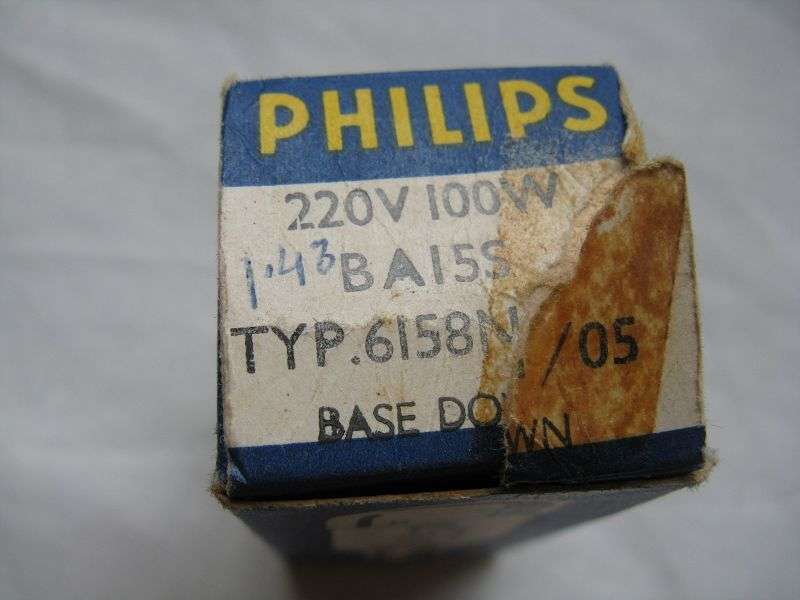 PHILIPS
220V 100W
1.43 BA15S
TYP.6158N /05
BASE DOWN